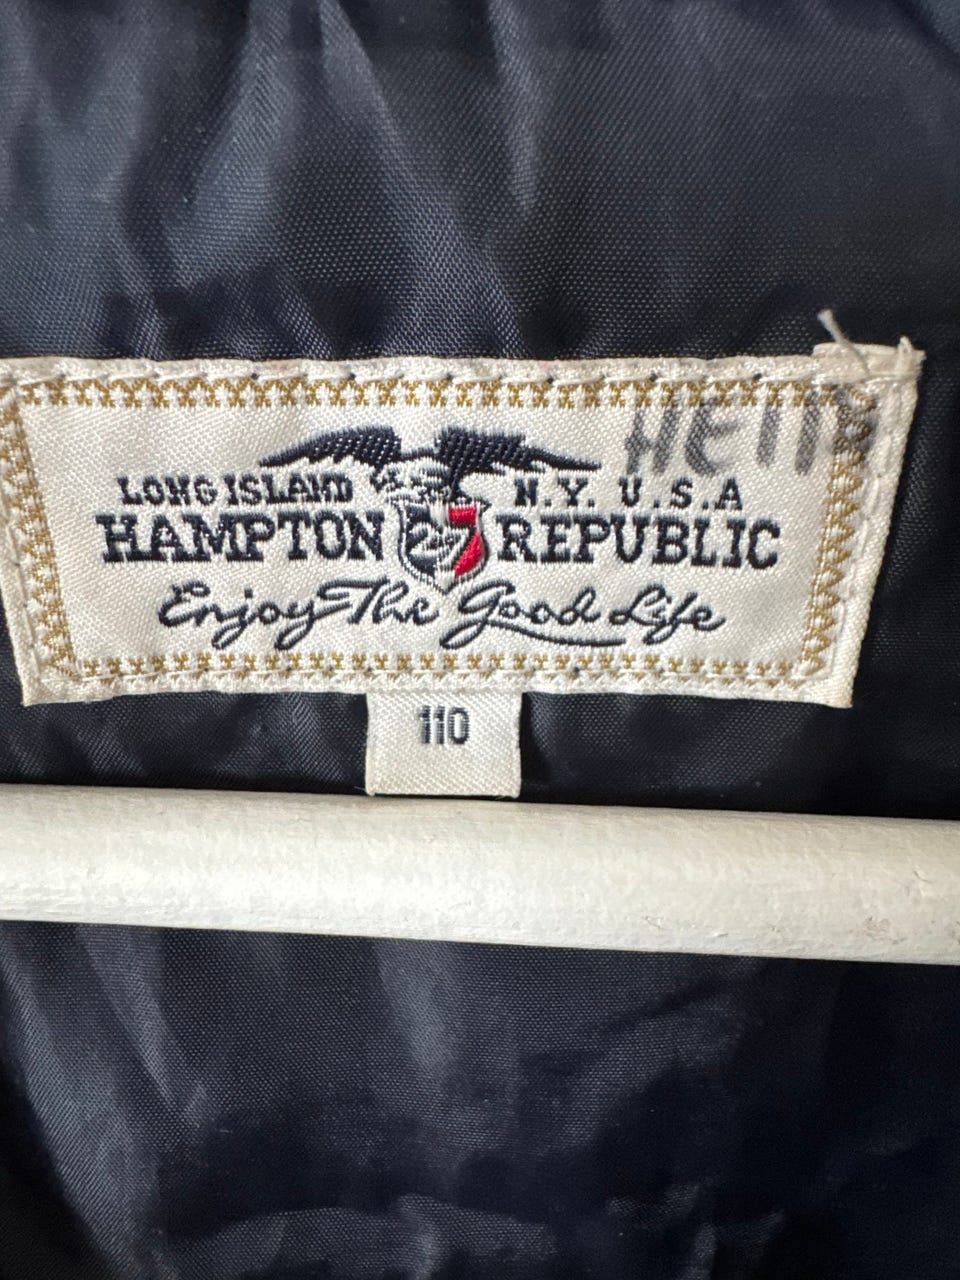 LONG ISLAND N.Y. U.S.A
HAMPTON 27 REPUBLIC
Enjoy The Good Life
110